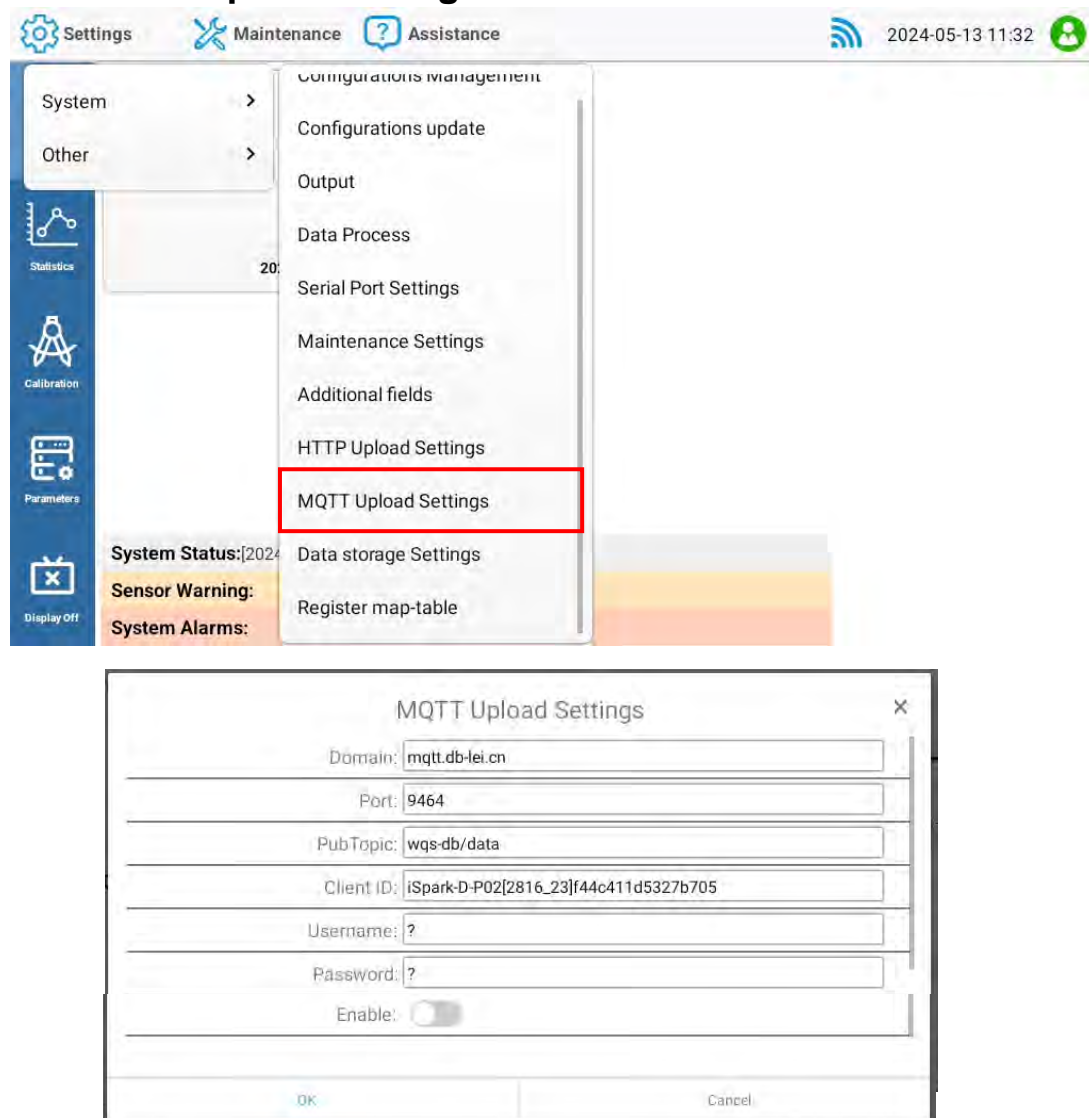 Settings Maintenance Assistance 2024-05-13 11:32
Configurations Management
System
Configurations update
Other
Output
Data Process
Statistics
Serial Port Settings
Maintenance Settings
Calibration
Additional fields
HTTP Upload Settings
MQTT Upload Settings
Parameters
System Status:[2024
Data storage Settings
Sensor Warning:
Register map-table
Display Off
System Alarms:
MQTT Upload Settings
Domain: mqtt.db-lei.cn
Port: 9464
PubTopic: wqs-db/data
Client ID: iSpark-D-P02[2816_23]f44c411d5327b705
Username: ?
Password: ?
Enable:
OK Cancel